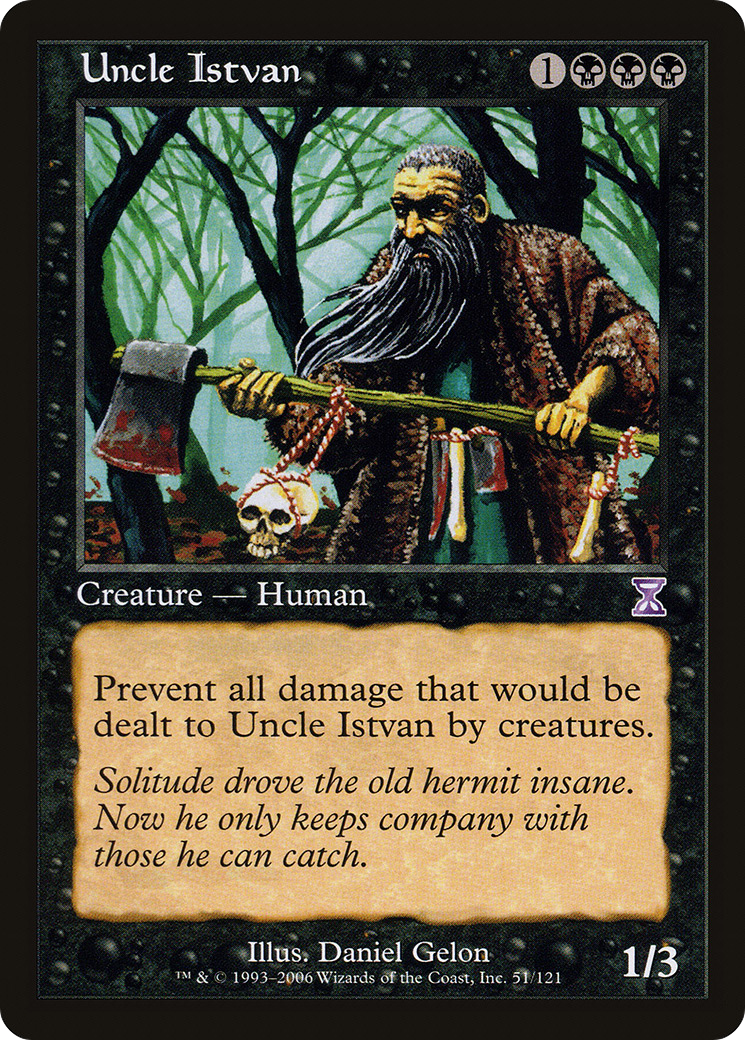 Uncle Istvan
1
Creature — Human
Prevent all damage that would be
dealt to Uncle Istvan by creatures.
Solitude drove the old hermit insane.
Now he only keeps company with
those he can catch.
Illus. Daniel Gelon
™ & © 1993–2006 Wizards of the Coast, Inc. 51/121
1/3